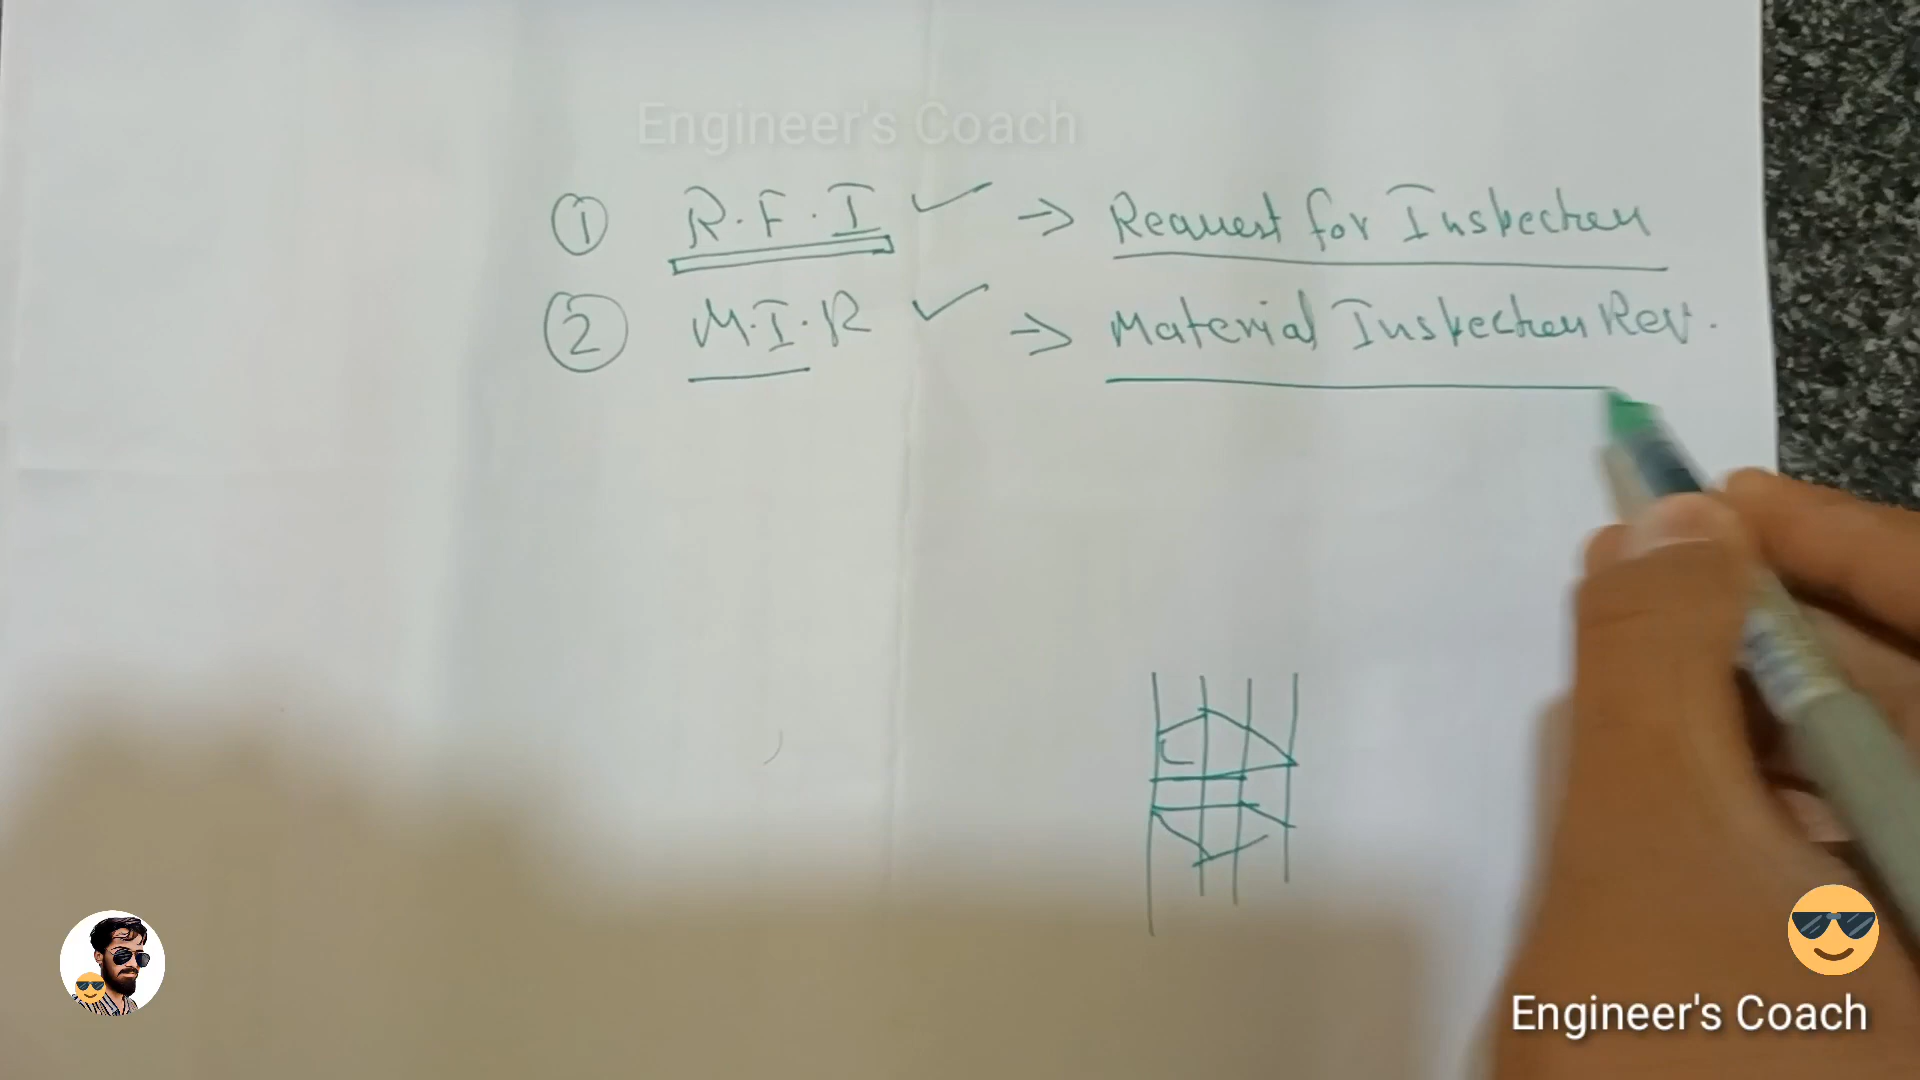 Engineer's Coach
① R.F.I ✓ → Request for Inspection
② M.I.R ✓ → Material Inspection Rev.
Engineer's Coach